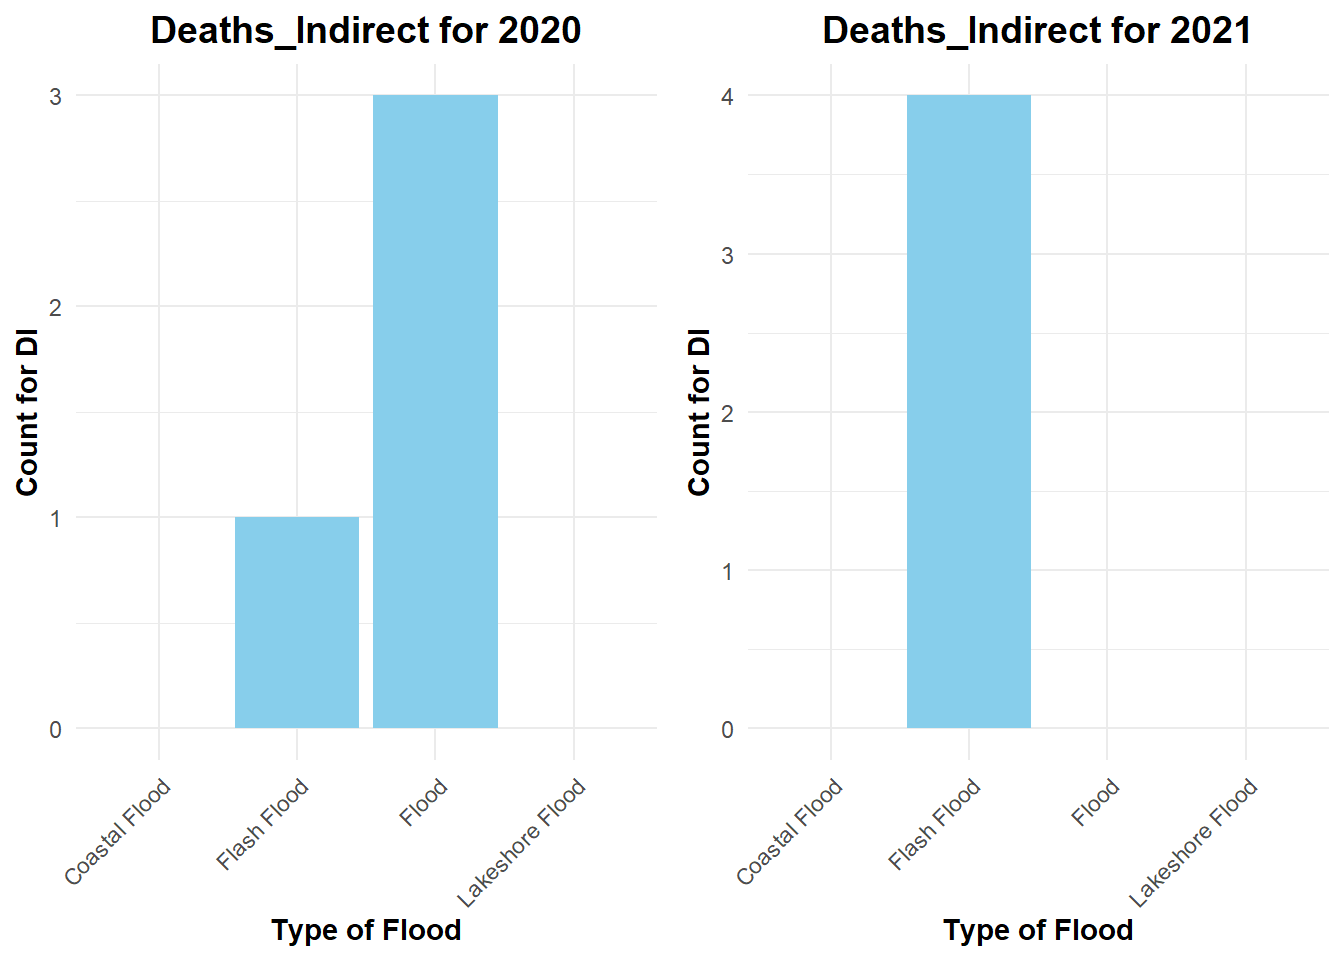 Deaths_Indirect for 2020
Count for DI
3
2
1
0
Coastal Flood
Flash Flood
Flood
Lakeshore Flood
Type of Flood
Deaths_Indirect for 2021
Count for DI
4
3
2
1
0
Coastal Flood
Flash Flood
Flood
Lakeshore Flood
Type of Flood